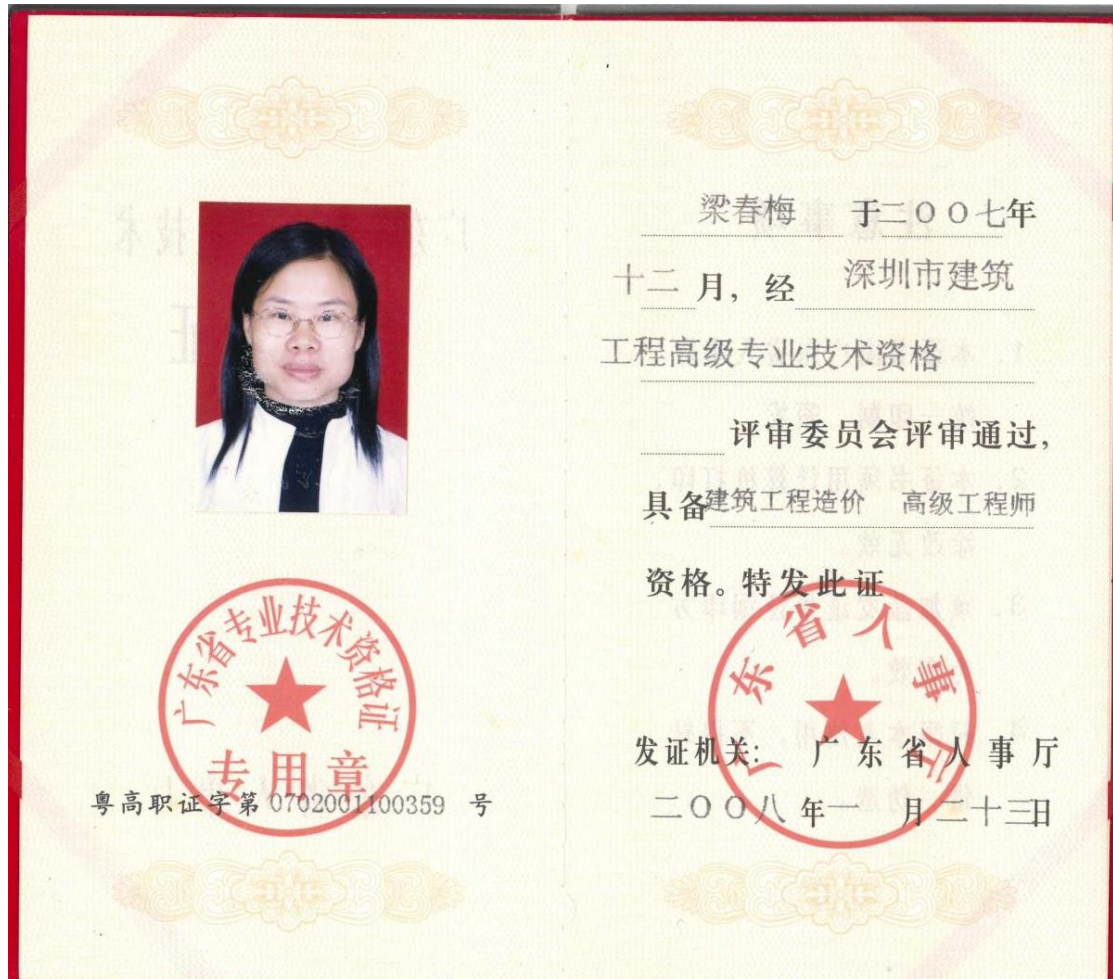 广东省专业技术资格证
专用章
粤高职证字第 0702001100359 号
梁春梅 于二〇〇七年
十二 月，经 深圳市建筑
工程高级专业技术资格
评审委员会评审通过，
具备建筑工程造价 高级工程师
资格。特发此证
广东省人事厅
发证机关： 广东省人事厅
二〇〇八 年 一 月 二十三日